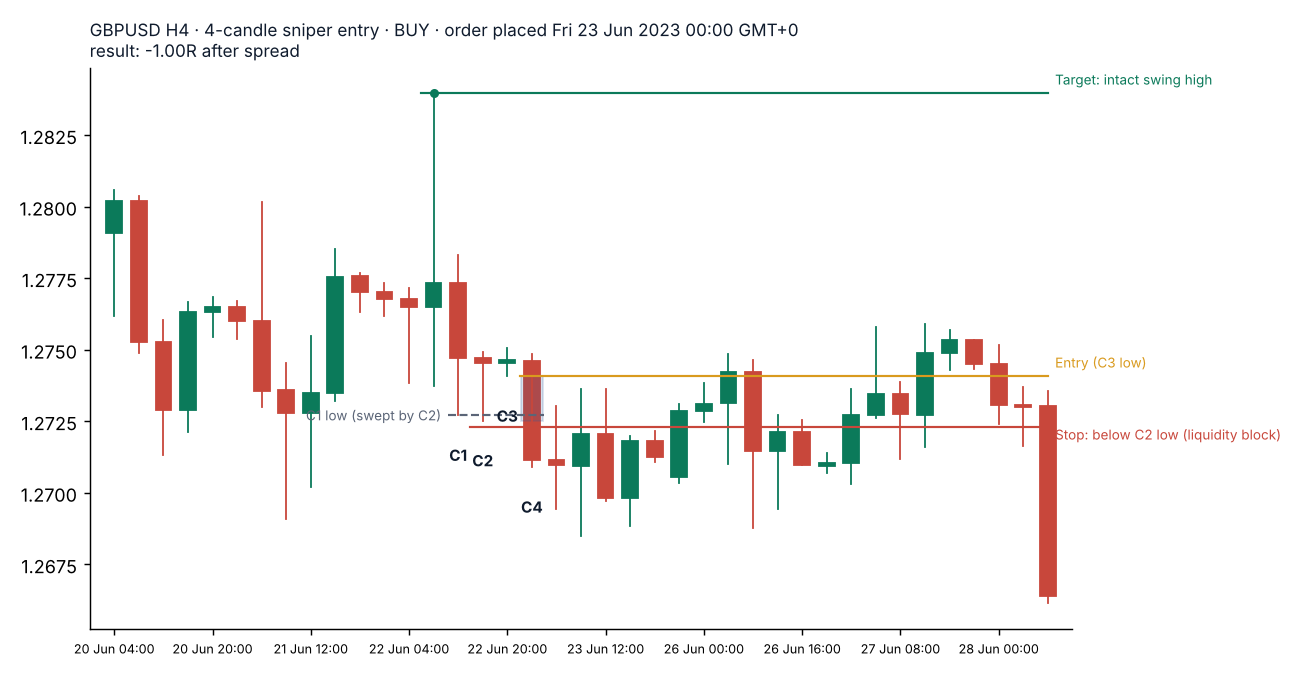 GBPUSD H4 · 4-candle sniper entry · BUY · order placed Fri 23 Jun 2023 00:00 GMT+0
result: -1.00R after spread
Target: intact swing high
1.2825
1.2800
1.2775
1.2750
Entry (C3 low)
C1 low (swept by C2)
C3
1.2725
Stop: below C2 low (liquidity block)
C1
C2
1.2700
C4
1.2675
20 Jun 04:00
20 Jun 20:00
21 Jun 12:00
22 Jun 04:00
22 Jun 20:00
23 Jun 12:00
26 Jun 00:00
26 Jun 16:00
27 Jun 08:00
28 Jun 00:00